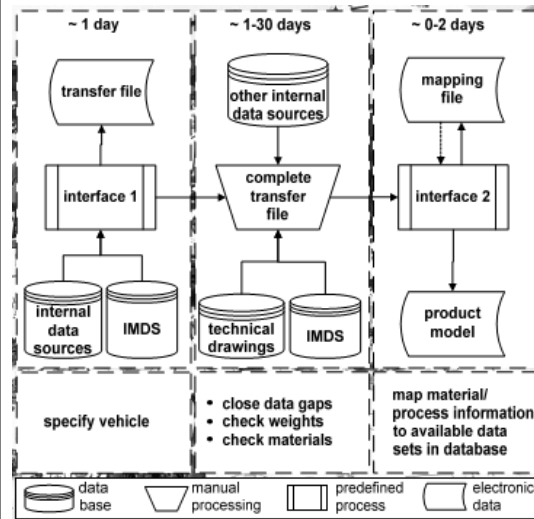 ~ 1 day
~ 1-30 days
~ 0-2 days
transfer file
other internal
data sources
mapping
file
interface 1
complete
transfer
file
interface 2
internal
data
sources
IMDS
technical
drawings
IMDS
product
model
specify vehicle
• close data gaps
• check weights
• check materials
map material/
process information
to available data
sets in database
data
base
manual
processing
predefined
process
electronic
data